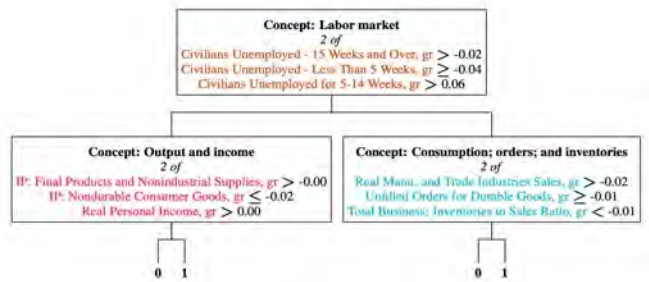 Concept: Labor market
2 of
Civilians Unemployed - 15 Weeks and Over, gr > -0.02
Civilians Unemployed - Less Than 5 Weeks, gr ≥ -0.04
Civilians Unemployed for 5-14 Weeks, gr > 0.06
Concept: Output and income
2 of
IP: Final Products and Nonindustrial Supplies, gr > -0.00
IP: Nondurable Consumer Goods, gr ≤ -0.02
Real Personal Income, gr > 0.00
Concept: Consumption; orders; and inventories
2 of
Real Manu. and Trade Industries Sales, gr > -0.02
Unfilled Orders for Durable Goods, gr ≥ -0.01
Total Business: Inventories to Sales Ratio, gr < -0.01
0 1
0 1